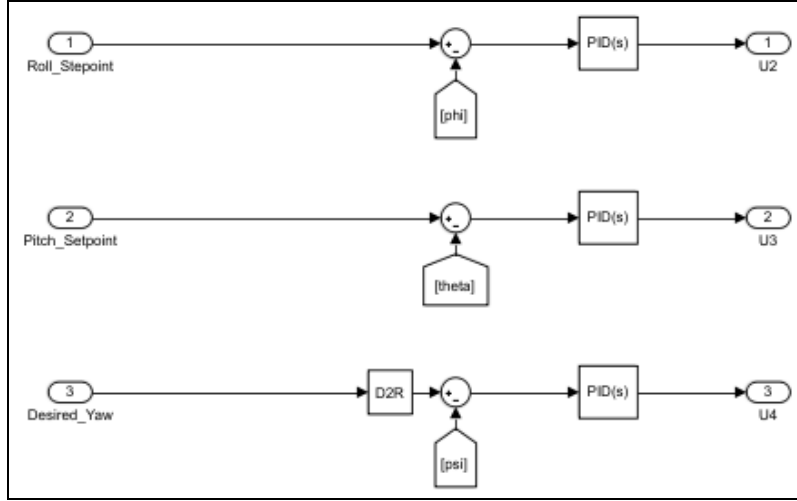 1
Roll_Stepoint
+
-
[phi]
PID(s)
1
U2
2
Pitch_Setpoint
+
-
[theta]
PID(s)
2
U3
3
Desired_Yaw
D2R
+
-
[psi]
PID(s)
3
U4